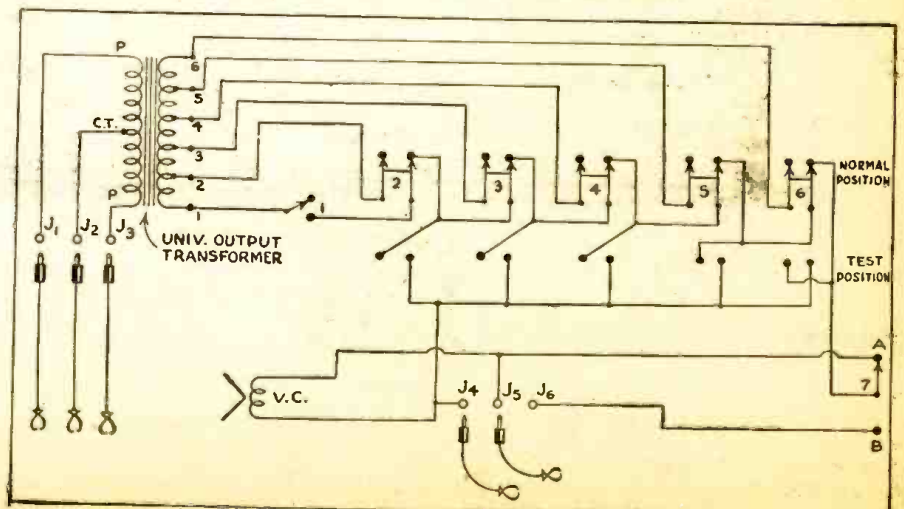 P
C.T.
P
6
5
4
3
2
1
J1 J2 J3
UNIV. OUTPUT
TRANSFORMER
1
2
3
4
5
6
NORMAL
POSITION
TEST
POSITION
V.C.
J4 J5 J6
A
7
B